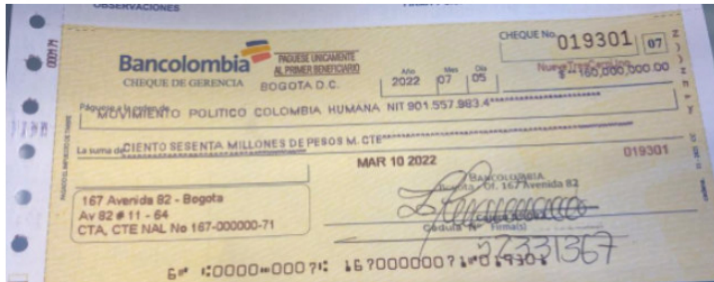 OBSERVACIONES
CHEQUE No. 019301 07
Bancolombia
CHEQUE DE GERENCIA
PAGUESE UNICAMENTE
AL PRIMER BENEFICIARIO
BOGOTA D.C.
Año Mes Día
2022 07 05
$**160,000,000.00
Páguese a la orden de
MOVIMIENTO POLITICO COLOMBIA HUMANA NIT 901.557.983.4
La suma de CIENTO SESENTA MILLONES DE PESOS M. CTE
MAR 10 2022
019301
BANCOLOMBIA
Of. 167 Avenida 82
167 Avenida 82 - Bogota
Av 82 # 11 - 64
CTA, CTE NAL No 167-000000-71
Firma(s)
52331367